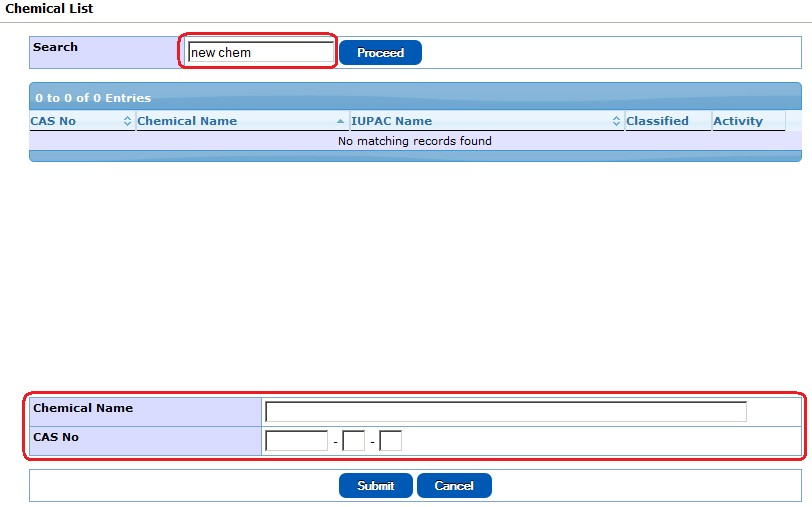 Chemical List
Search new chem Proceed
0 to 0 of 0 Entries
CAS No Chemical Name IUPAC Name Classified Activity
No matching records found
Chemical Name
CAS No - -
Submit Cancel